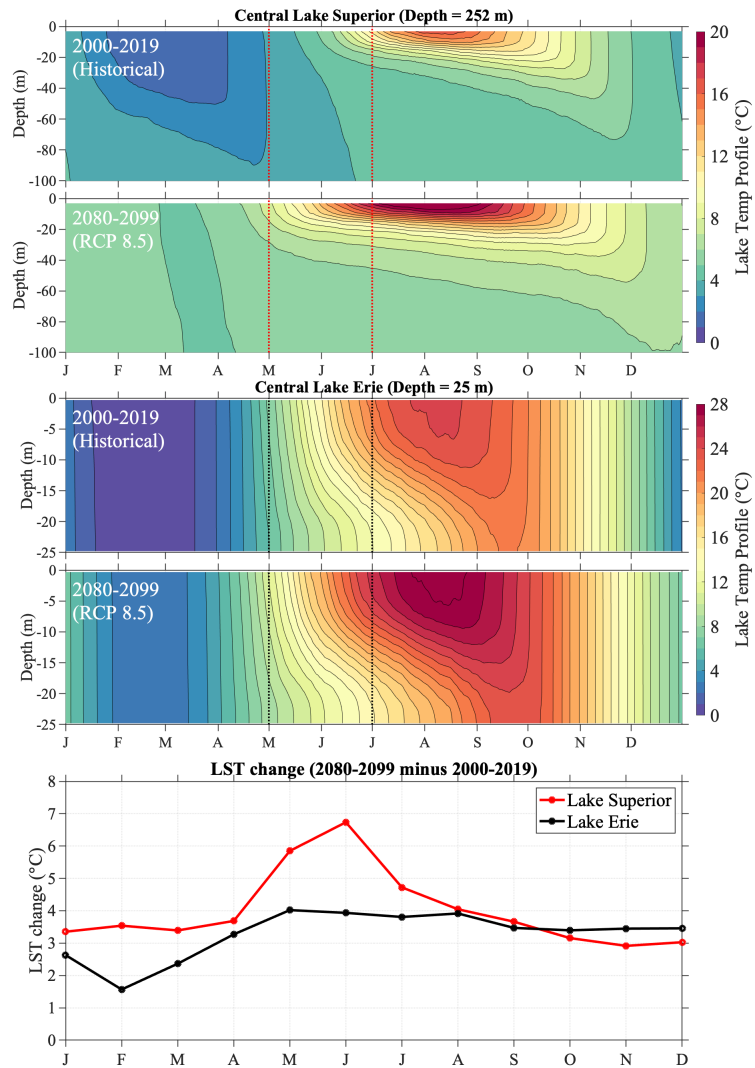 Central Lake Superior (Depth = 252 m)
2000-2019
(Historical)
Depth (m)
0
-20
-40
-60
-80
-100
2080-2099
(RCP 8.5)
Depth (m)
0
-20
-40
-60
-80
-100
J F M A M J J A S O N D
20
16
12
8
4
0
Lake Temp Profile (°C)
Central Lake Erie (Depth = 25 m)
2000-2019
(Historical)
Depth (m)
0
-5
-10
-15
-20
-25
2080-2099
(RCP 8.5)
Depth (m)
0
-5
-10
-15
-20
-25
J F M A M J J A S O N D
28
24
20
16
12
8
4
0
Lake Temp Profile (°C)
LST change (2080-2099 minus 2000-2019)
Lake Superior
Lake Erie
LST change (°C)
8
7
6
5
4
3
2
1
0
J F M A M J J A S O N D